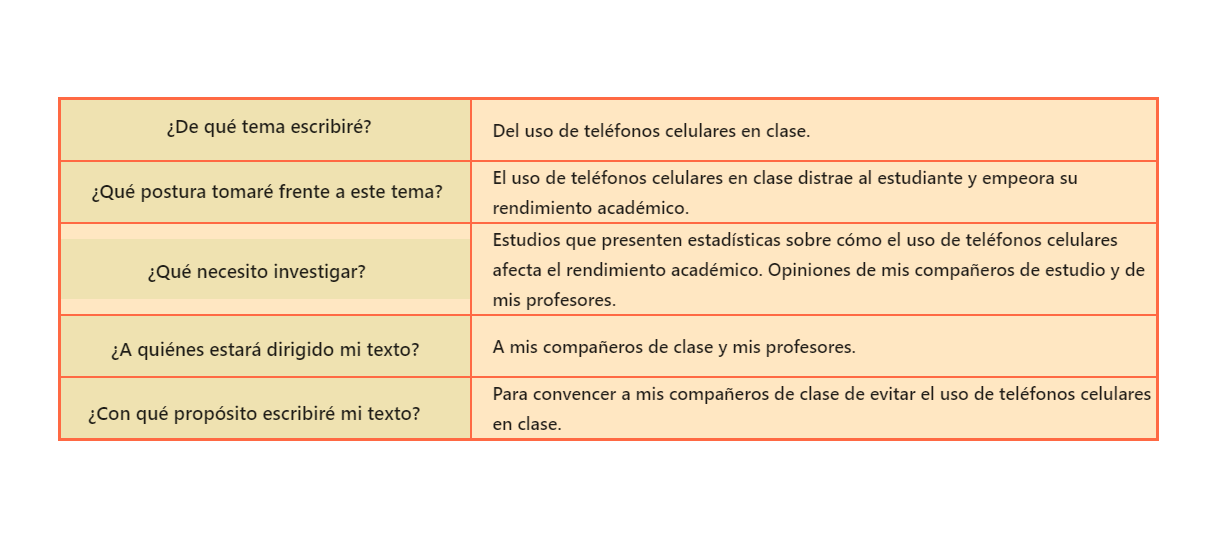 ¿De qué tema escribiré?
Del uso de teléfonos celulares en clase.
¿Qué postura tomaré frente a este tema?
El uso de teléfonos celulares en clase distrae al estudiante y empeora su
rendimiento académico.
¿Qué necesito investigar?
Estudios que presenten estadísticas sobre cómo el uso de teléfonos celulares
afecta el rendimiento académico. Opiniones de mis compañeros de estudio y de
mis profesores.
¿A quiénes estará dirigido mi texto?
A mis compañeros de clase y mis profesores.
¿Con qué propósito escribiré mi texto?
Para convencer a mis compañeros de clase de evitar el uso de teléfonos celulares
en clase.